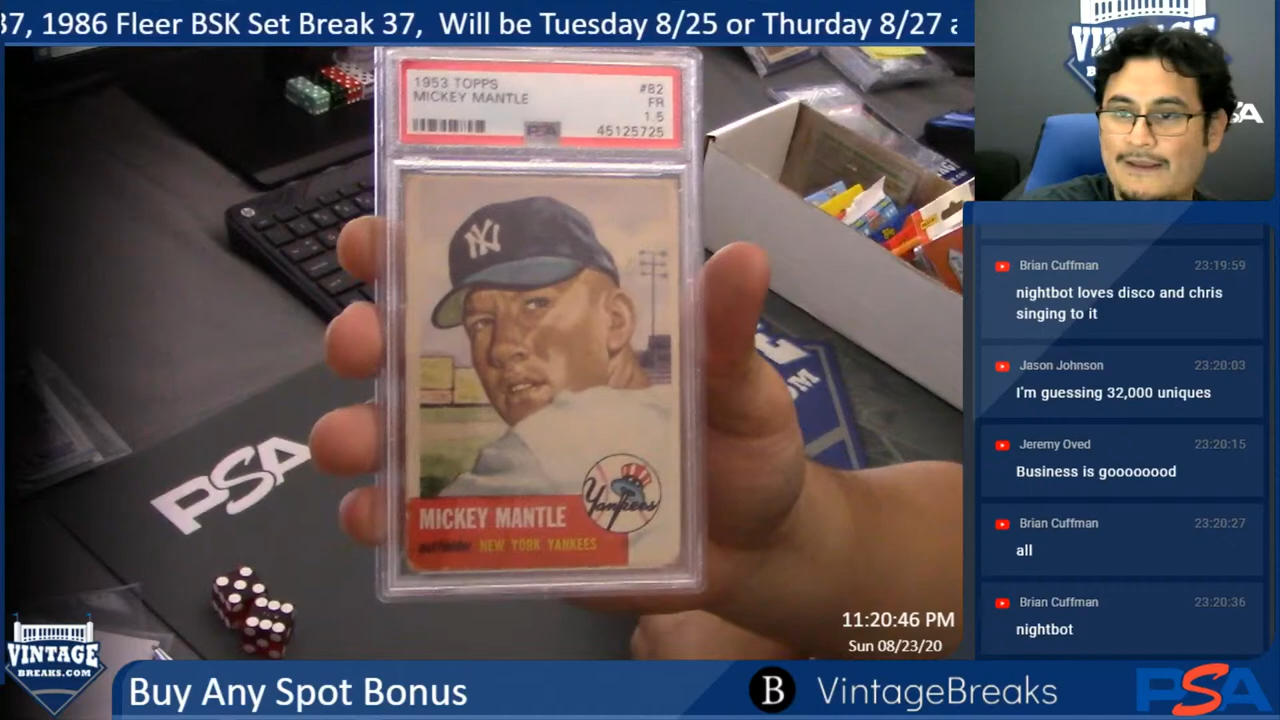 37, 1986 Fleer BSK Set Break 37, Will be Tuesday 8/25 or Thurday 8/27 a
1953 TOPPS #82
MICKEY MANTLE FR
1.5
PSA 45125725
NY
Yankees
MICKEY MANTLE
outfielder NEW YORK YANKEES
PSA
11:20:46 PM
Sun 08/23/20
VINTAGE
Brian Cuffman 23:19:59
nightbot loves disco and chris
singing to it
Jason Johnson 23:20:03
I'm guessing 32,000 uniques
Jeremy Oved 23:20:15
Business is goooooood
Brian Cuffman 23:20:27
all
Brian Cuffman 23:20:36
nightbot
VINTAGE
BREAKS.COM
Buy Any Spot Bonus
B VintageBreaks
PSA